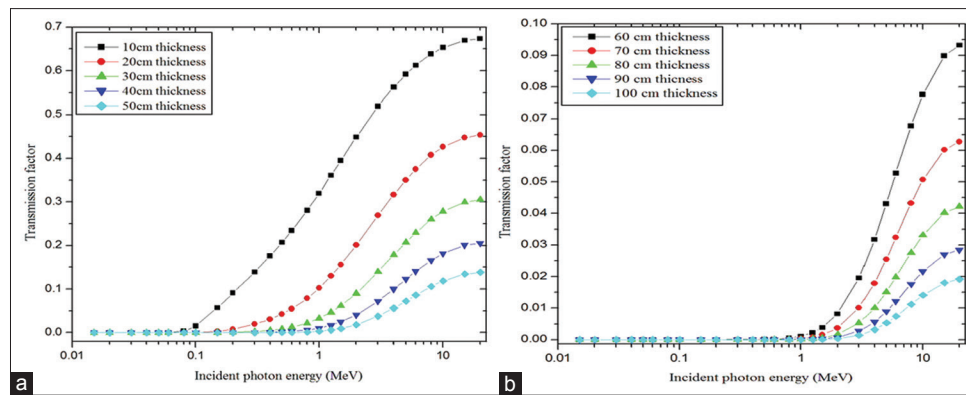 0.7
0.6
0.5
0.4
0.3
0.2
0.1
0.0
Transmission factor
10cm thickness
20cm thickness
30cm thickness
40cm thickness
50cm thickness
0.01
0.1
1
10
Incident photon energy (MeV)
a
0.10
0.09
0.08
0.07
0.06
0.05
0.04
0.03
0.02
0.01
0.00
Transmission factor
60 cm thickness
70 cm thickness
80 cm thickness
90 cm thicness
100 cm thickness
0.01
0.1
1
10
Incident photon energy (MeV)
b